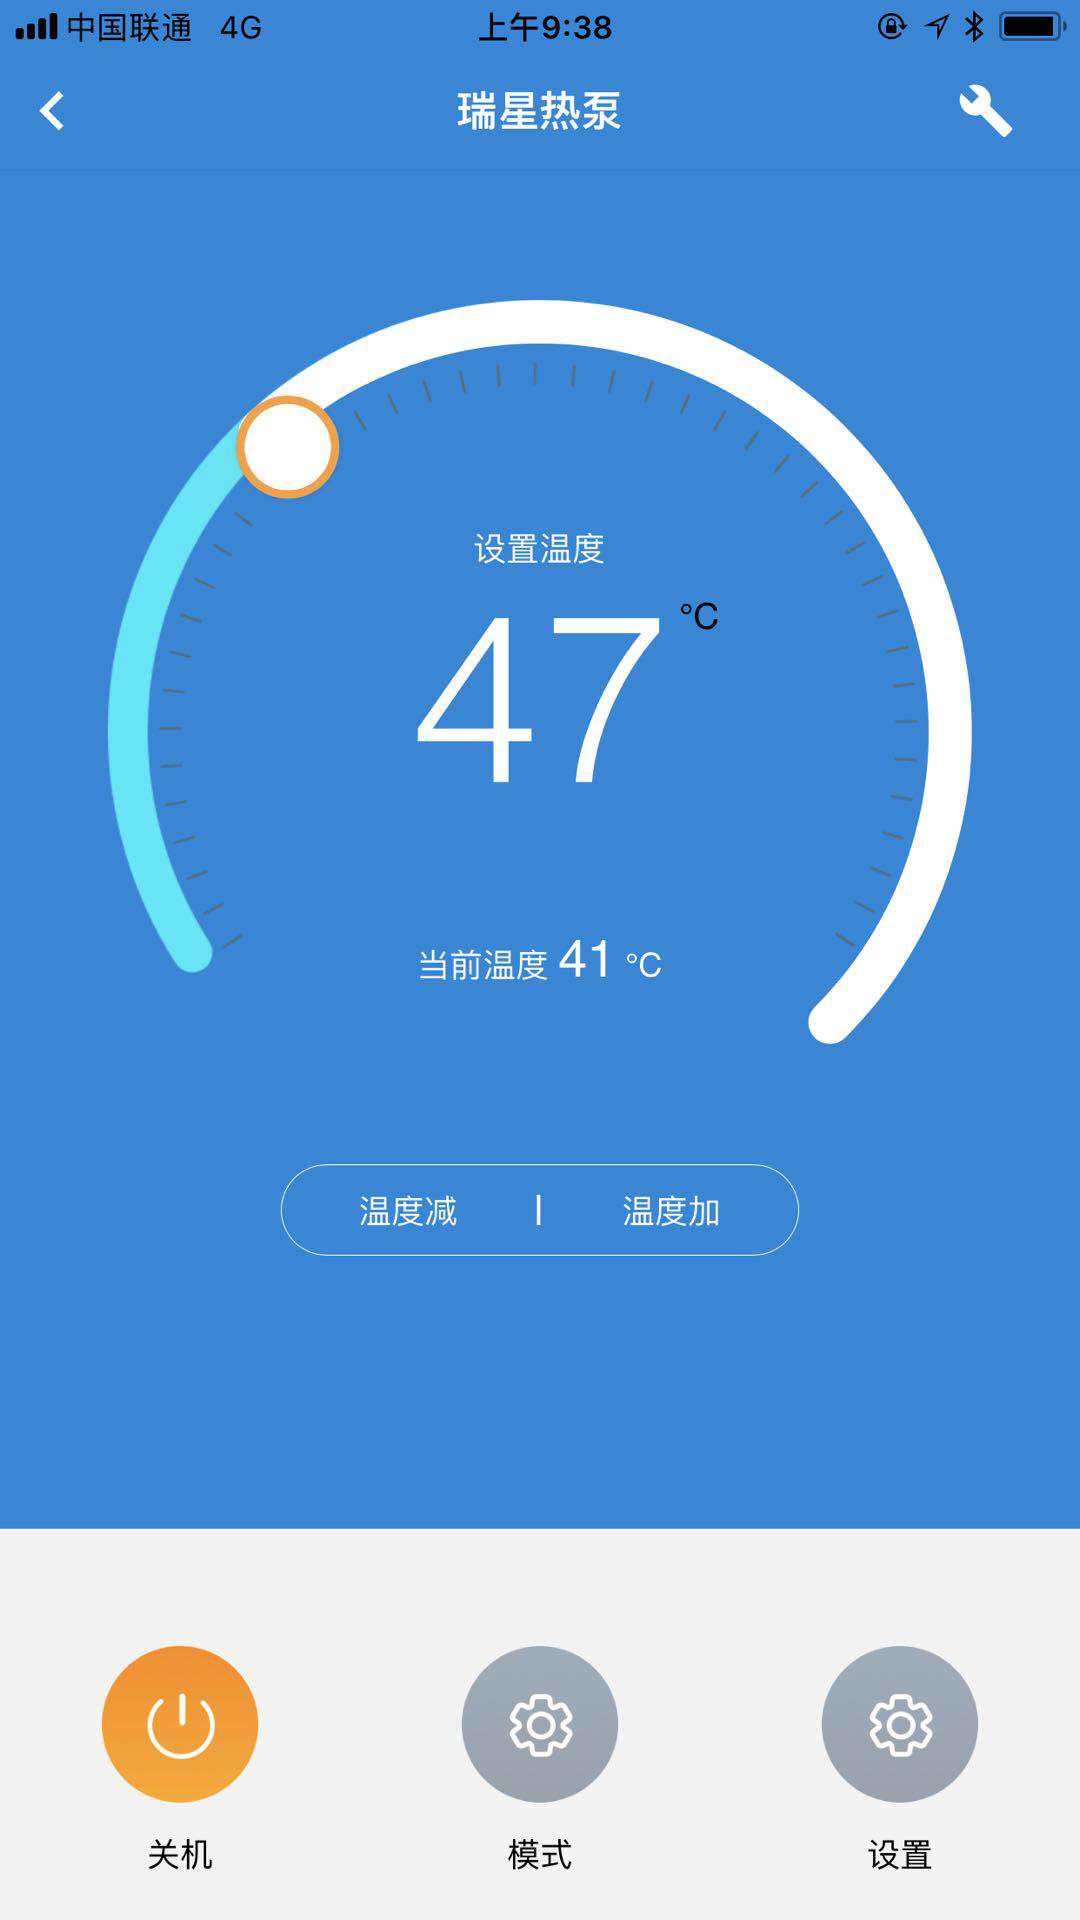 中国联通 4G 上午9:38
瑞星热泵
设置温度
47 °C
当前温度 41 °C
温度减 | 温度加
关机 模式 设置